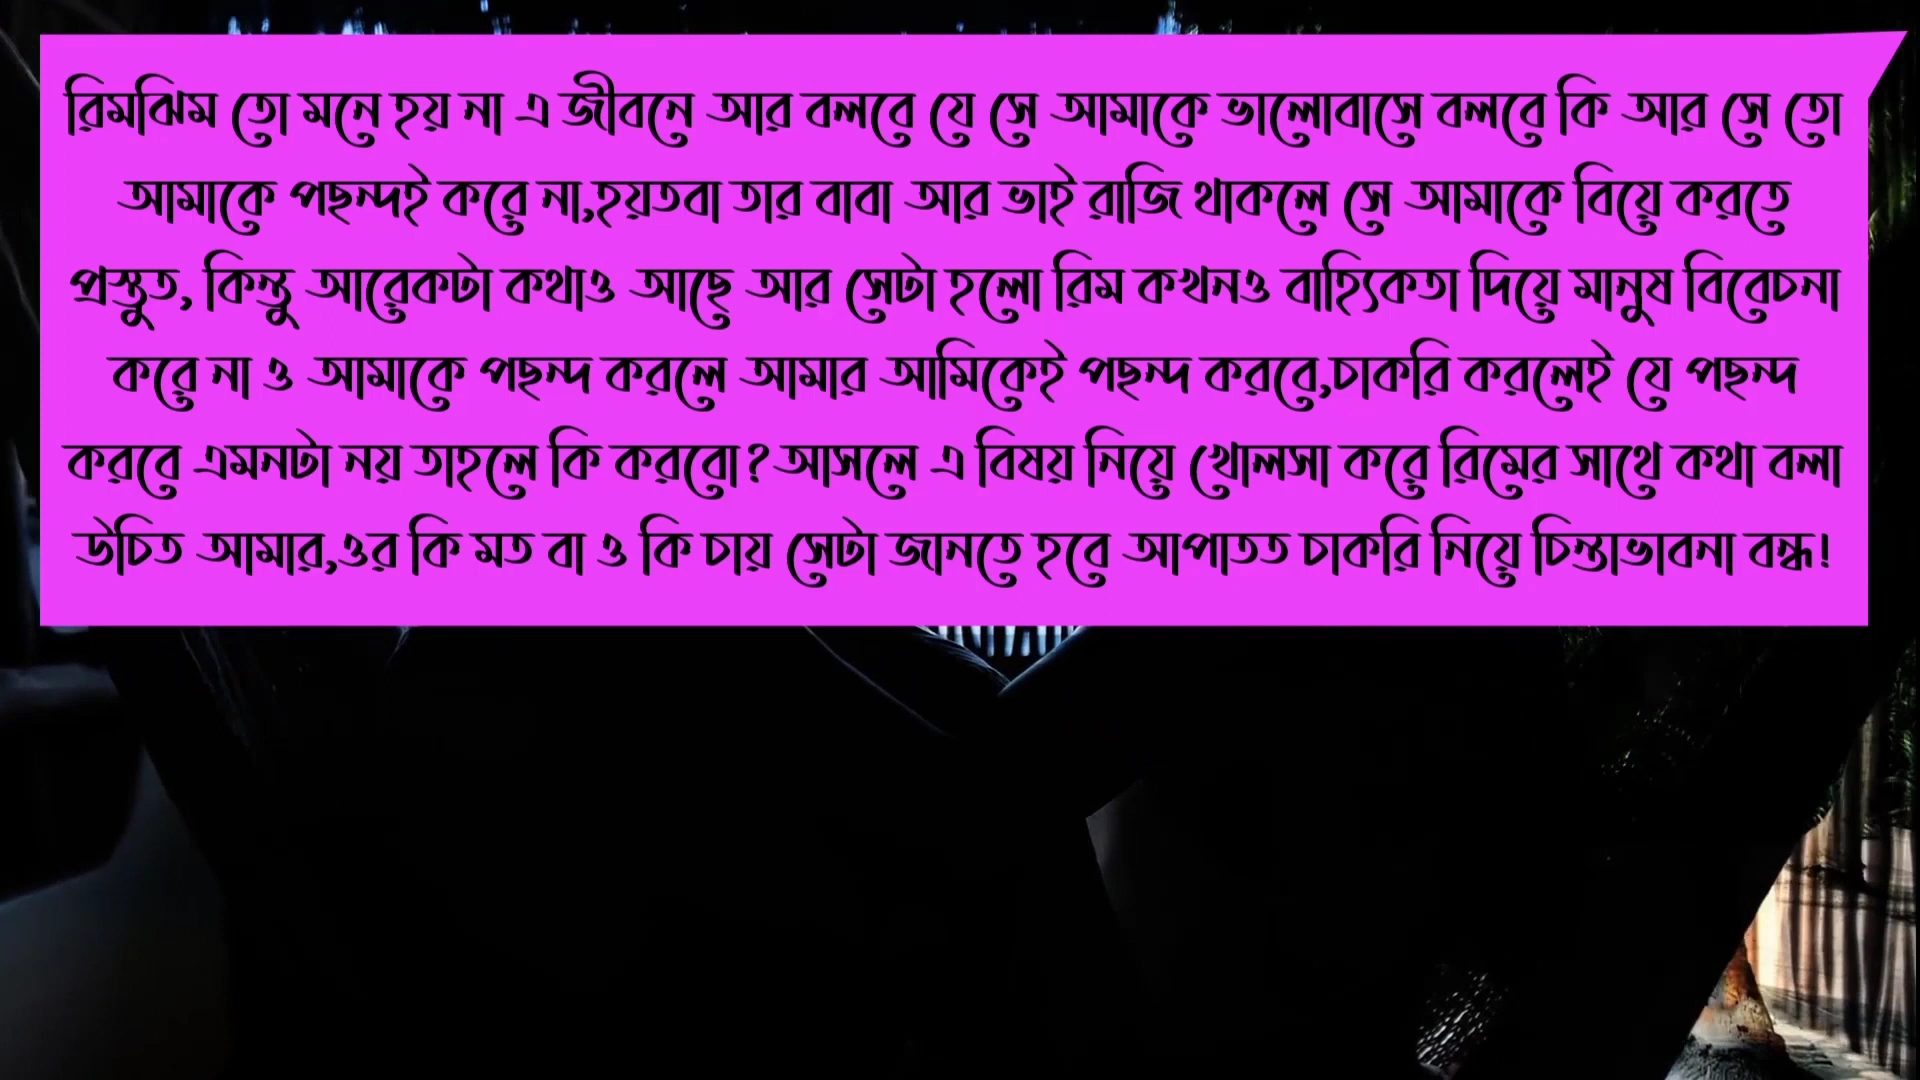 রিমঝিম তো মনে হয় না এ জীবনে আর বলবে যে সে আমাকে ভালোবাসে বলবে কি আর সে তো
আমাকে পছন্দই করে না,হয়তবা তার বাবা আর ভাই রাজি থাকলে সে আমাকে বিয়ে করতে
প্রস্তুত, কিন্তু আরেকটা কথাও আছে আর সেটা হলো রিম কখনও বাহ্যিকতা দিয়ে মানুষ বিবেচনা
করে না ও আমাকে পছন্দ করলে আমার আমিকেই পছন্দ করবে,চাকরি করলেই যে পছন্দ
করবে এমনটা নয় তাহলে কি করবো?আসলে এ বিষয় নিয়ে খোলসা করে রিমের সাথে কথা বলা
উচিত আমার,ওর কি মত বা ও কি চায় সেটা জানতে হবে আপাতত চাকরি নিয়ে চিন্তাভাবনা বন্ধ!